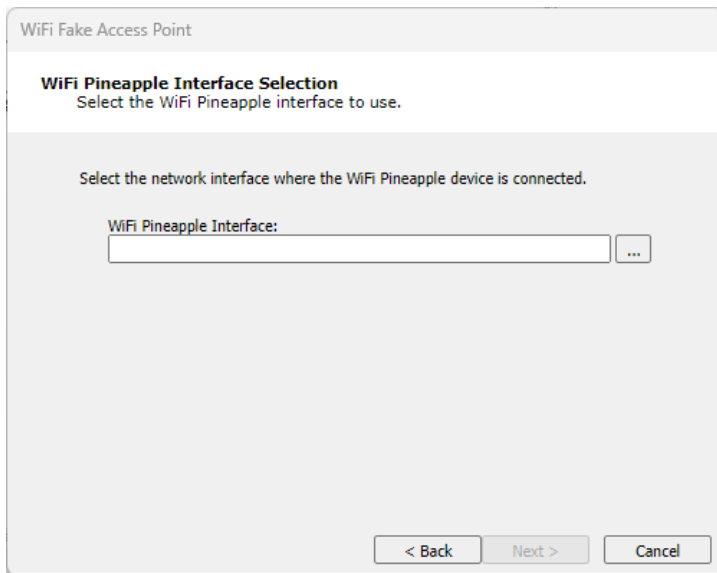 WiFi Fake Access Point
WiFi Pineapple Interface Selection
Select the WiFi Pineapple interface to use.
Select the network interface where the WiFi Pineapple device is connected.
WiFi Pineapple Interface:
...
< Back
Next >
Cancel